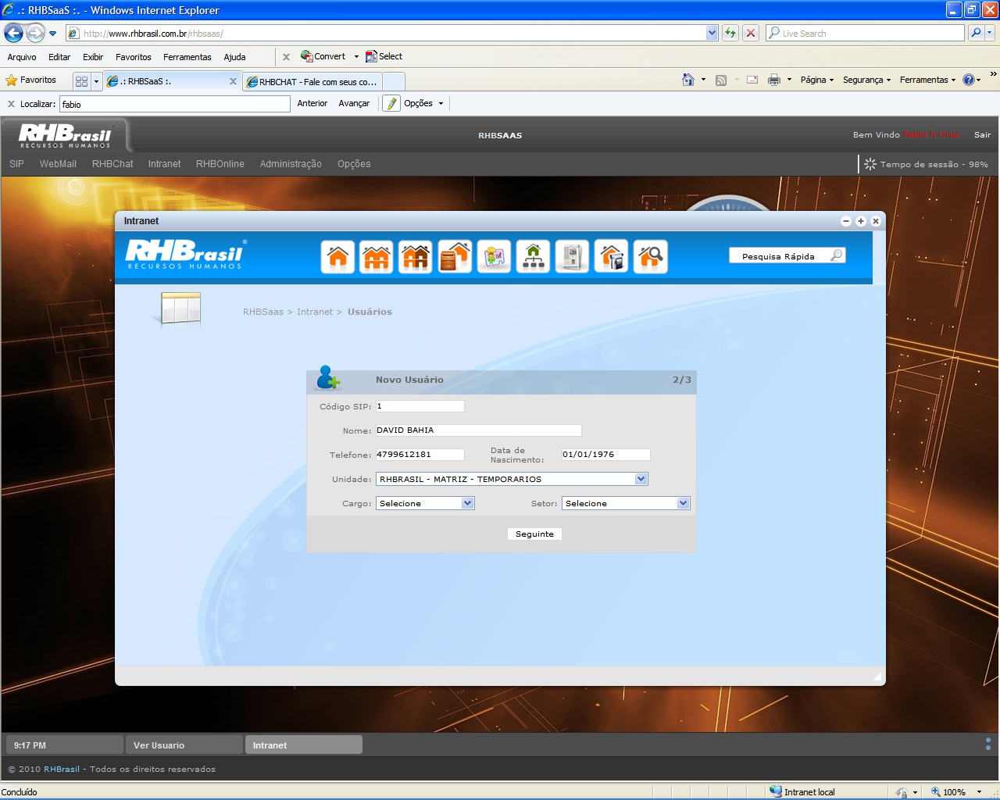 .: RHBSaaS :. - Windows Internet Explorer
http://www.rhbrasil.com.br/rhbsaas/
Live Search
Arquivo Editar Exibir Favoritos Ferramentas Ajuda
Convert
Select
Favoritos
.: RHBSaaS :.
RHBCHAT - Fale com seus co...
Página Segurança Ferramentas
Localizar: fabio
Anterior Avançar Opções
RHBrasil
RECURSOS HUMANOS
RHBSAAS
Bem Vindo Fabio h Cruz Sair
SIP WebMail RHBChat Intranet RHBOnline Administração Opções
Tempo de sessão - 98%
Intranet
RHBrasil
RECURSOS HUMANOS
Pesquisa Rápida
RHBSaas > Intranet > Usuários
Novo Usuário 2/3
Código SIP: 1
Nome: DAVID BAHIA
Telefone: 4799612181
Data de
Nascimento: 01/01/1976
Unidade: RHBRASIL - MATRIZ - TEMPORARIOS
Cargo: Selecione Setor: Selecione
Seguinte
9:17 PM Ver Usuario Intranet
© 2010 RHBrasil - Todos os direitos reservados
Concluído
Intranet local
100%